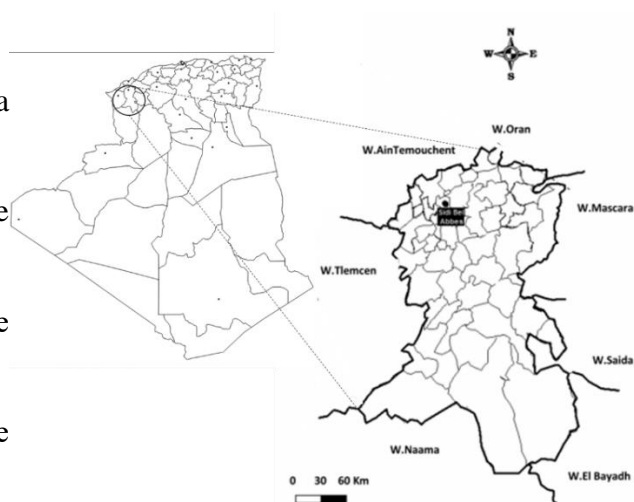 a
e
e
e
N
W E
S
W.Oran
W.AinTemouchent
W.Mascara
Sidi Bel
Abbes
W.Tlemcen
W.Saida
W.Naama
W.El Bayadh
0 30 60 Km